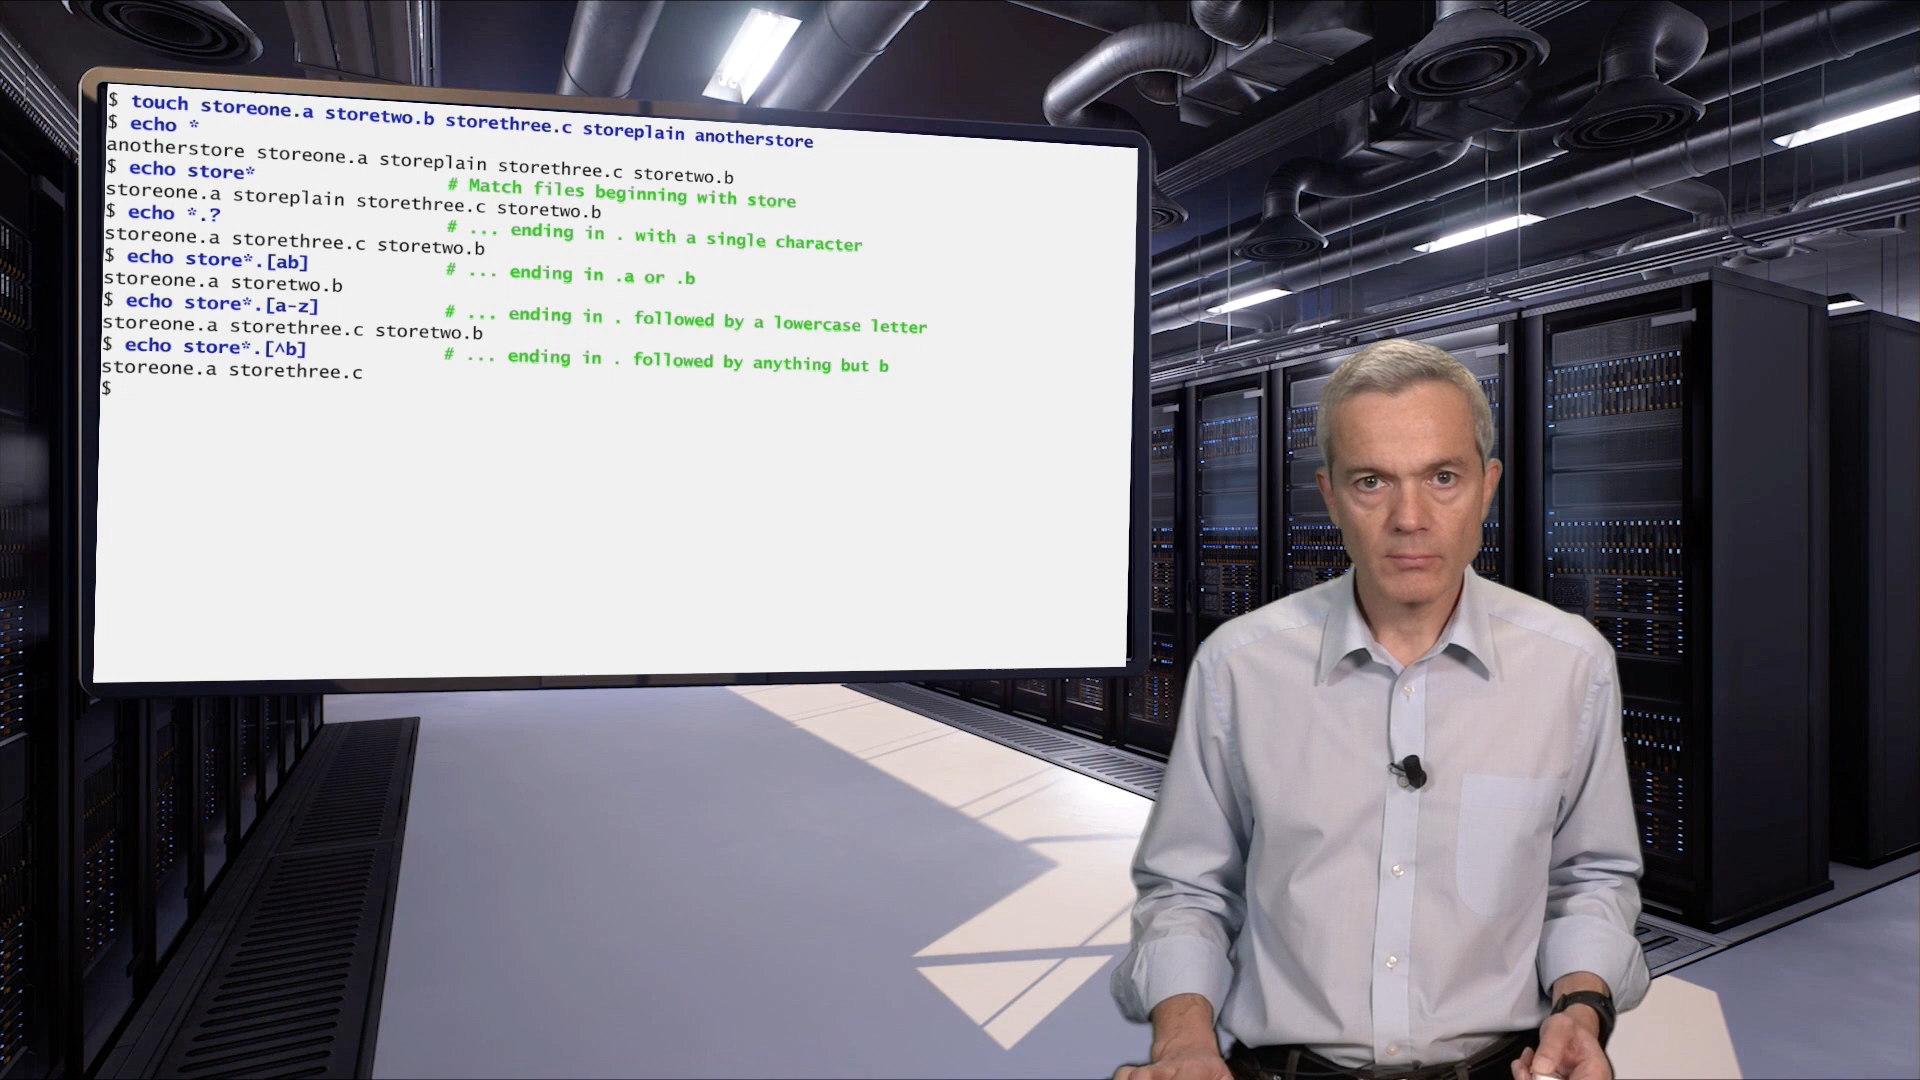 $ touch storeone.a storetwo.b storethree.c storeplain anotherstore
$ echo *
anotherstore storeone.a storeplain storethree.c storetwo.b
$ echo store* # Match files beginning with store
storeone.a storeplain storethree.c storetwo.b
$ echo *.? # ... ending in . with a single character
storeone.a storethree.c storetwo.b
$ echo store*.[ab] # ... ending in .a or .b
storeone.a storetwo.b
$ echo store*.[a-z] # ... ending in . followed by a lowercase letter
storeone.a storethree.c storetwo.b
$ echo store*.[^b] # ... ending in . followed by anything but b
storeone.a storethree.c
$